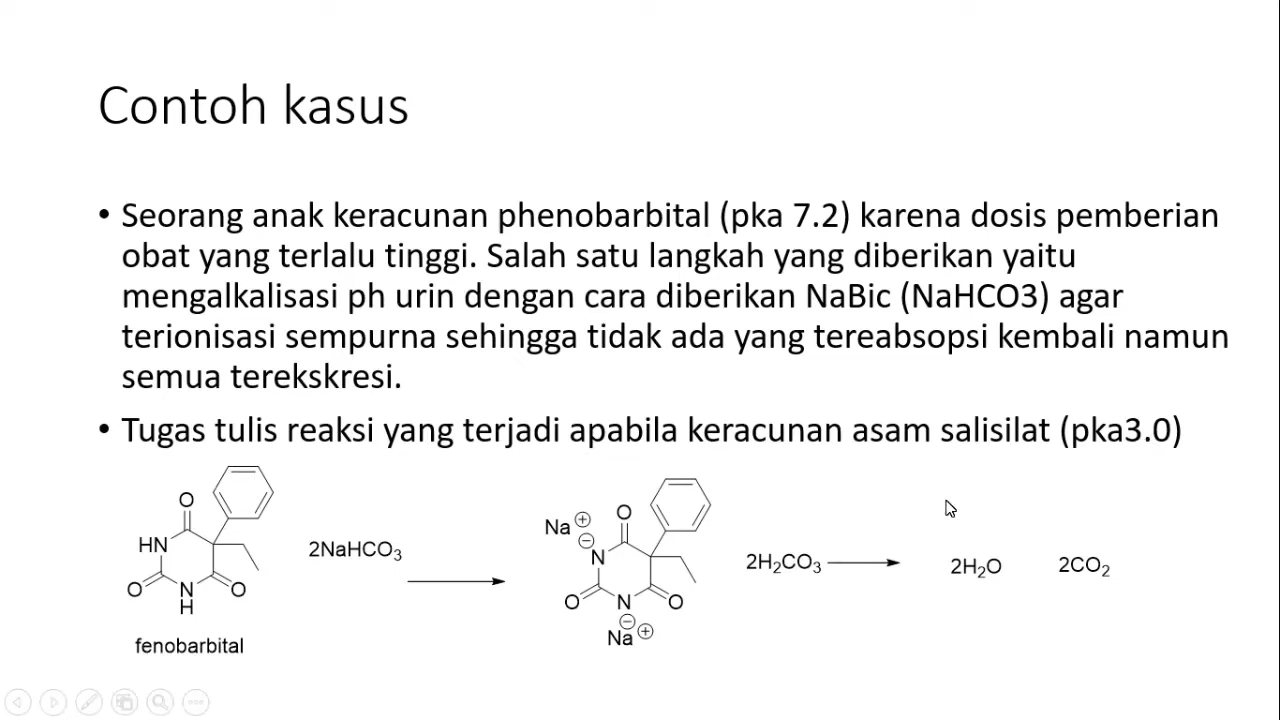 Contoh kasus
• Seorang anak keracunan phenobarbital (pka 7.2) karena dosis pemberian
obat yang terlalu tinggi. Salah satu langkah yang diberikan yaitu
mengalkalisasi ph urin dengan cara diberikan NaBic (NaHCO3) agar
terionisasi sempurna sehingga tidak ada yang tereabsopsi kembali namun
semua terekskresi.
• Tugas tulis reaksi yang terjadi apabila keracunan asam salisilat (pka3.0)
O
HN
O
N
H
O
fenobarbital
2NaHCO₃
Na⊕
O
⊖
N
O
N
O
⊖
Na⊕
2H₂CO₃
2H₂O
2CO₂